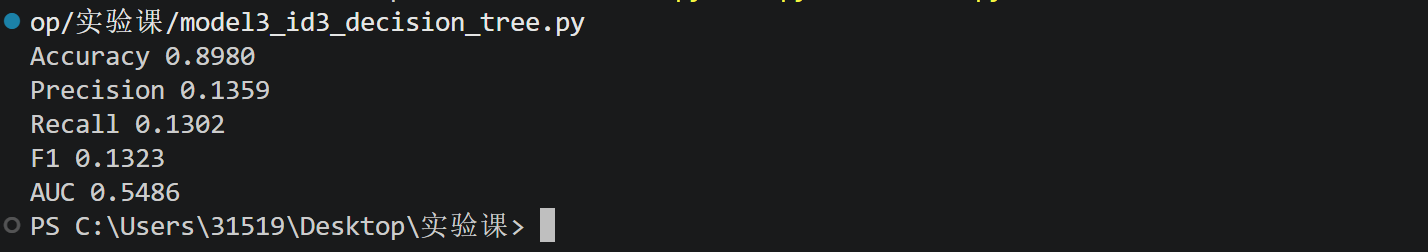 op/实验课/model3_id3_decision_tree.py
Accuracy 0.8980
Precision 0.1359
Recall 0.1302
F1 0.1323
AUC 0.5486
PS C:\Users\31519\Desktop\实验课>